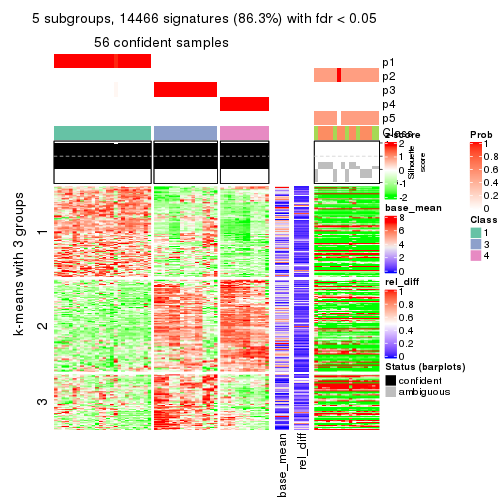 5 subgroups, 14466 signatures (86.3%) with fdr < 0.05
56 confident samples
p1
p2
p3
p4
p5
Class
k-means with 3 groups
1
2
3
base_mean
rel_diff
Silhouette
score
z-score
2
1
0
-1
-2
base_mean
8
6
4
2
0
rel_diff
1
0.8
0.6
0.4
0.2
0
Status (barplots)
confident
ambiguous
Prob
1
0.8
0.6
0.4
0.2
0
Class
1
3
4